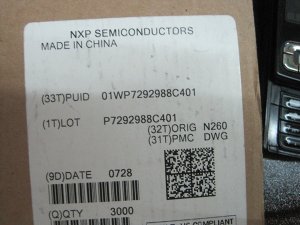 NXP SEMICONDUCTORS
MADE IN CHINA
(33T)PUID 01WP7292988C401
(1T)LOT P7292988C401
(32T)ORIG N260
(31T)PMC DWG
(9D)DATE 0728
(Q)QTY 3000
COMPLIANT